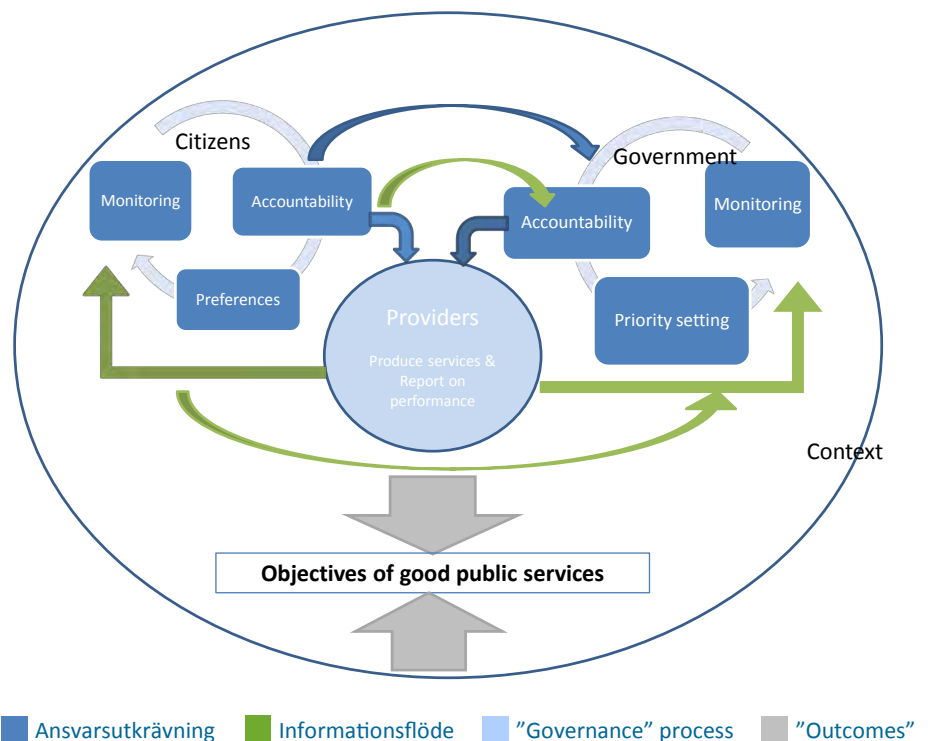 Citizens
Government
Monitoring
Accountability
Accountability
Monitoring
Preferences
Priority setting
Providers
Produce services &
Report on
performance
Context
Objectives of good public services
Ansvarsutkrävning
Informationsflöde
”Governance” process
”Outcomes”